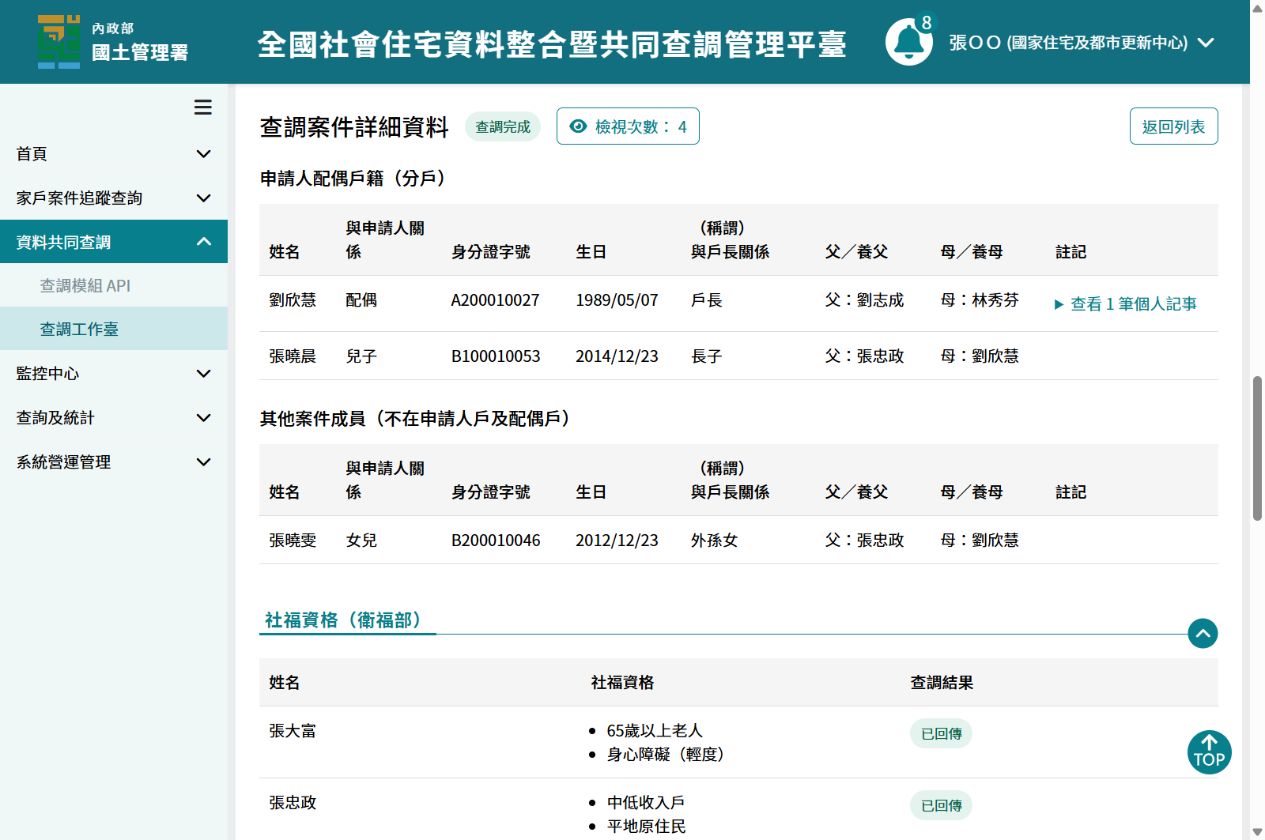 內政部
國土管理署
全國社會住宅資料整合暨共同查調管理平臺
8
張ＯＯ (國家住宅及都市更新中心)
首頁
家戶案件追蹤查詢
資料共同查調
查調模組 API
查調工作臺
監控中心
查詢及統計
系統營運管理
查調案件詳細資料 查調完成 檢視次數： 4 返回列表
申請人配偶戶籍（分戶）
姓名 與申請人關係 身分證字號 生日 （稱謂）與戶長關係 父／養父 母／養母 註記
劉欣慧 配偶 A200010027 1989/05/07 戶長 父：劉志成 母：林秀芬 ▶ 查看 1 筆個人記事
張曉晨 兒子 B100010053 2014/12/23 長子 父：張忠政 母：劉欣慧
其他案件成員（不在申請人戶及配偶戶）
姓名 與申請人關係 身分證字號 生日 （稱謂）與戶長關係 父／養父 母／養母 註記
張曉雯 女兒 B200010046 2012/12/23 外孫女 父：張忠政 母：劉欣慧
社福資格（衛福部）
姓名 社福資格 查調結果
張大富 • 65歲以上老人 已回傳
• 身心障礙（輕度）
張忠政 • 中低收入戶 已回傳
• 平地原住民
TOP